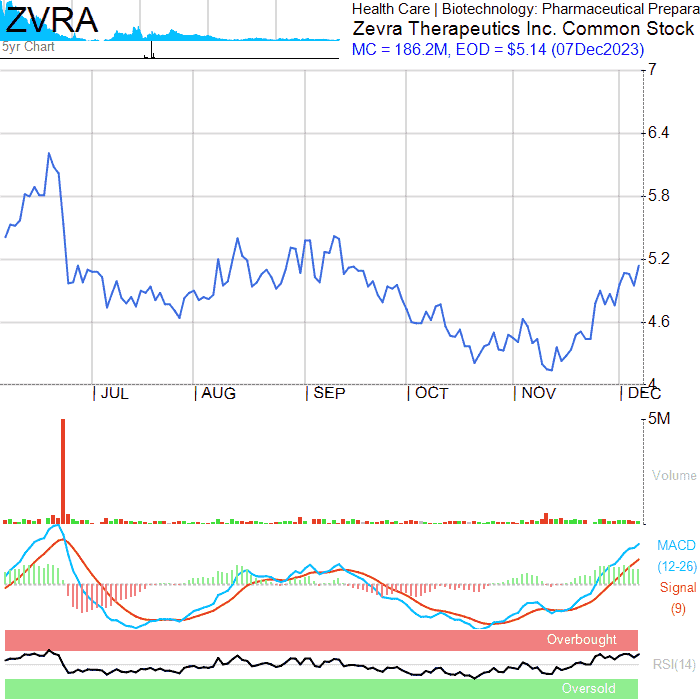 ZVRA
5yr Chart
Health Care | Biotechnology: Pharmaceutical Prepara
Zevra Therapeutics Inc. Common Stock
MC = 186.2M, EOD = $5.14 (07Dec2023)
7
6.4
5.8
5.2
4.6
4
JUL AUG SEP OCT NOV DEC
5M
Volume
MACD
(12-26)
Signal
(9)
Overbought
RSI(14)
Oversold